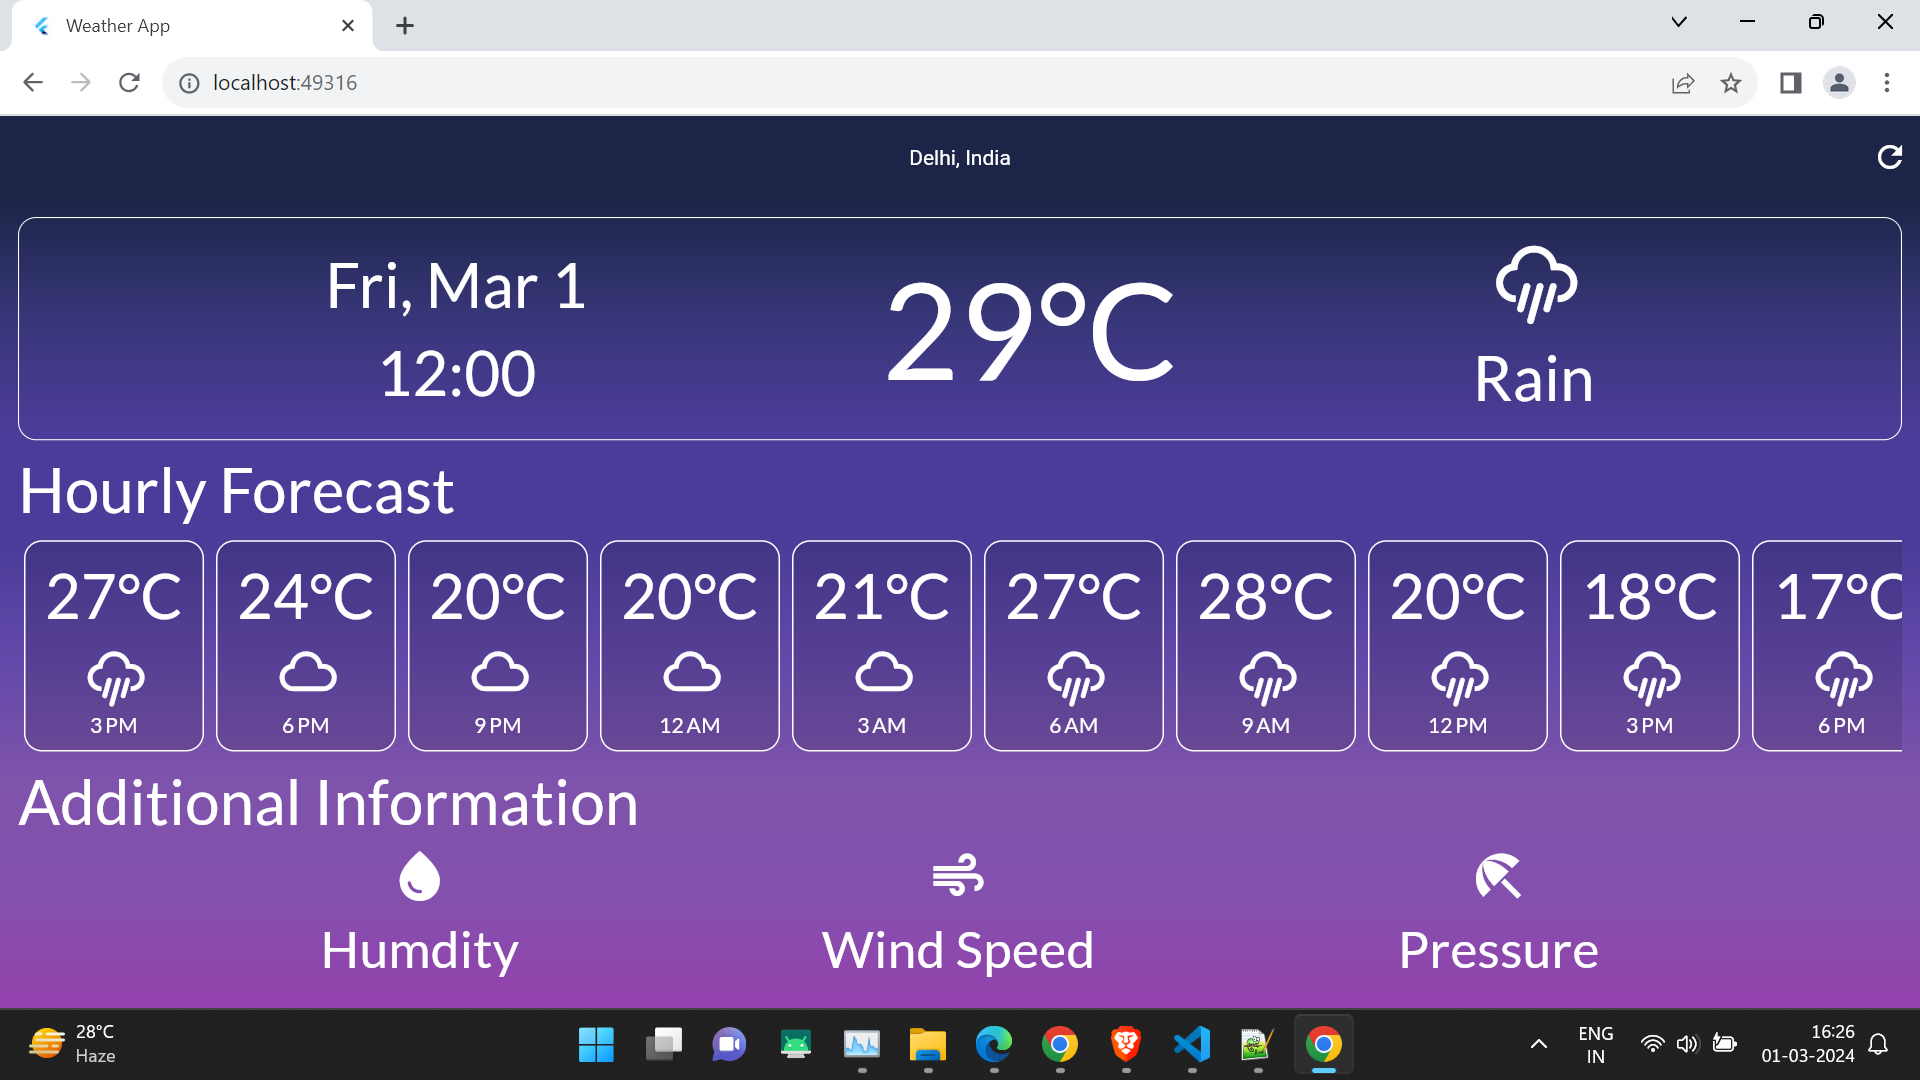 Weather App
localhost:49316
Delhi, India
Fri, Mar 1
12:00
29°C
Rain
Hourly Forecast
27°C 24°C 20°C 20°C 21°C 27°C 28°C 20°C 18°C 17°C
3 PM 6 PM 9 PM 12 AM 3 AM 6 AM 9 AM 12 PM 3 PM 6 PM
Additional Information
Humdity Wind Speed Pressure
28°C
Haze
ENG
IN
16:26
01-03-2024